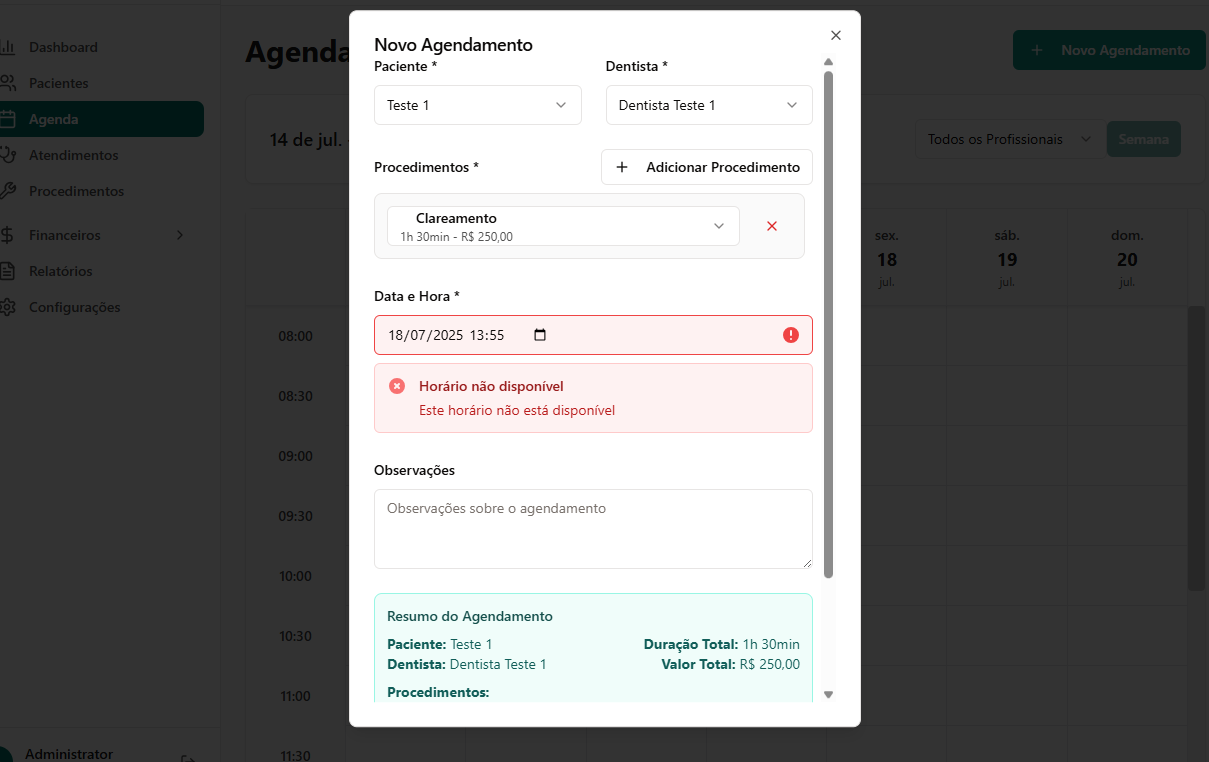 Dashboard
Pacientes
Agenda
Atendimentos
Procedimentos
Financeiros
Relatórios
Configurações
Administrator
Agenda
Novo Agendamento
14 de jul.
Todos os Profissionais
Semana
sex.
18
jul.
sáb.
19
jul.
dom.
20
jul.
08:00
08:30
09:00
09:30
10:00
10:30
11:00
11:30
Novo Agendamento
Paciente *
Dentista *
Teste 1
Dentista Teste 1
Procedimentos *
+ Adicionar Procedimento
Clareamento
1h 30min - R$ 250,00
Data e Hora *
18/07/2025 13:55
Horário não disponível
Este horário não está disponível
Observações
Observações sobre o agendamento
Resumo do Agendamento
Paciente: Teste 1
Duração Total: 1h 30min
Dentista: Dentista Teste 1
Valor Total: R$ 250,00
Procedimentos: